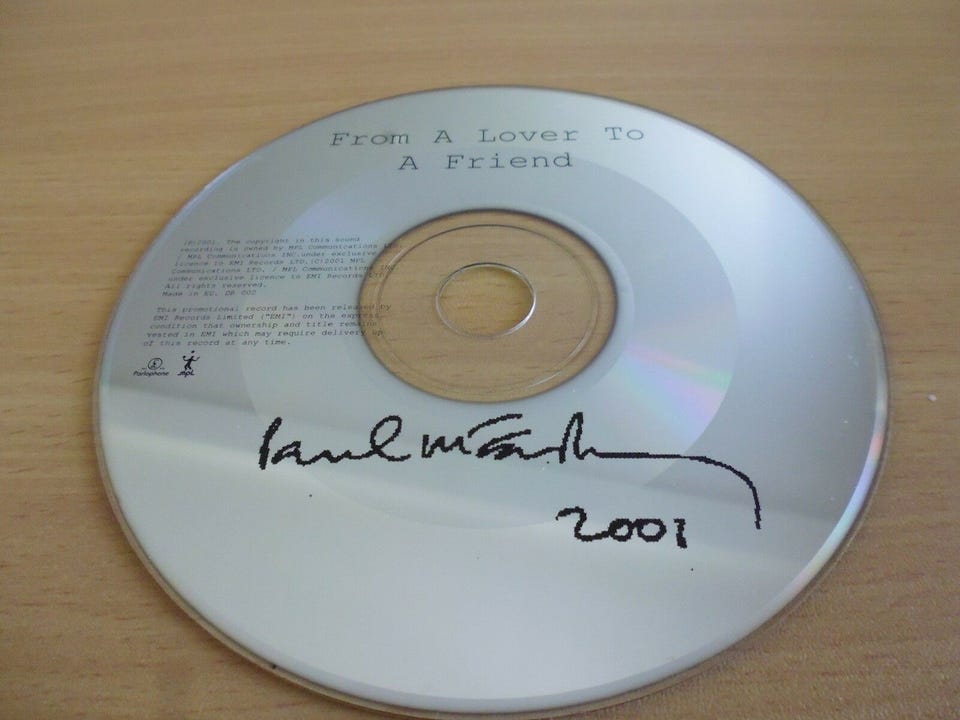 From A Lover To
A Friend
(P)2001. The copyright in this sound
recording is owned by MPL Communications LTD.
/ MPL Communications INC.under exclusive
licence to EMI Records LTD.(C)2001 MPL
Communications LTD. / MPL Communications INC
under exclusive licence to EMI Records LTD.
All rights reserved.
Made in EU. DR 002
This promotional record has been released by
EMI Records Limited ("EMI") on the express
condition that ownership and title remains
vested in EMI which may require delivery up
of this record at any time.
Parlophone
MPL
Paul McCartney
2001